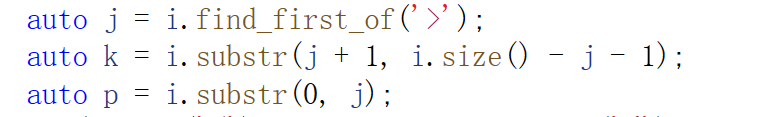 auto j = i.find_first_of('>');
auto k = i.substr(j + 1, i.size() - j - 1);
auto p = i.substr(0, j);